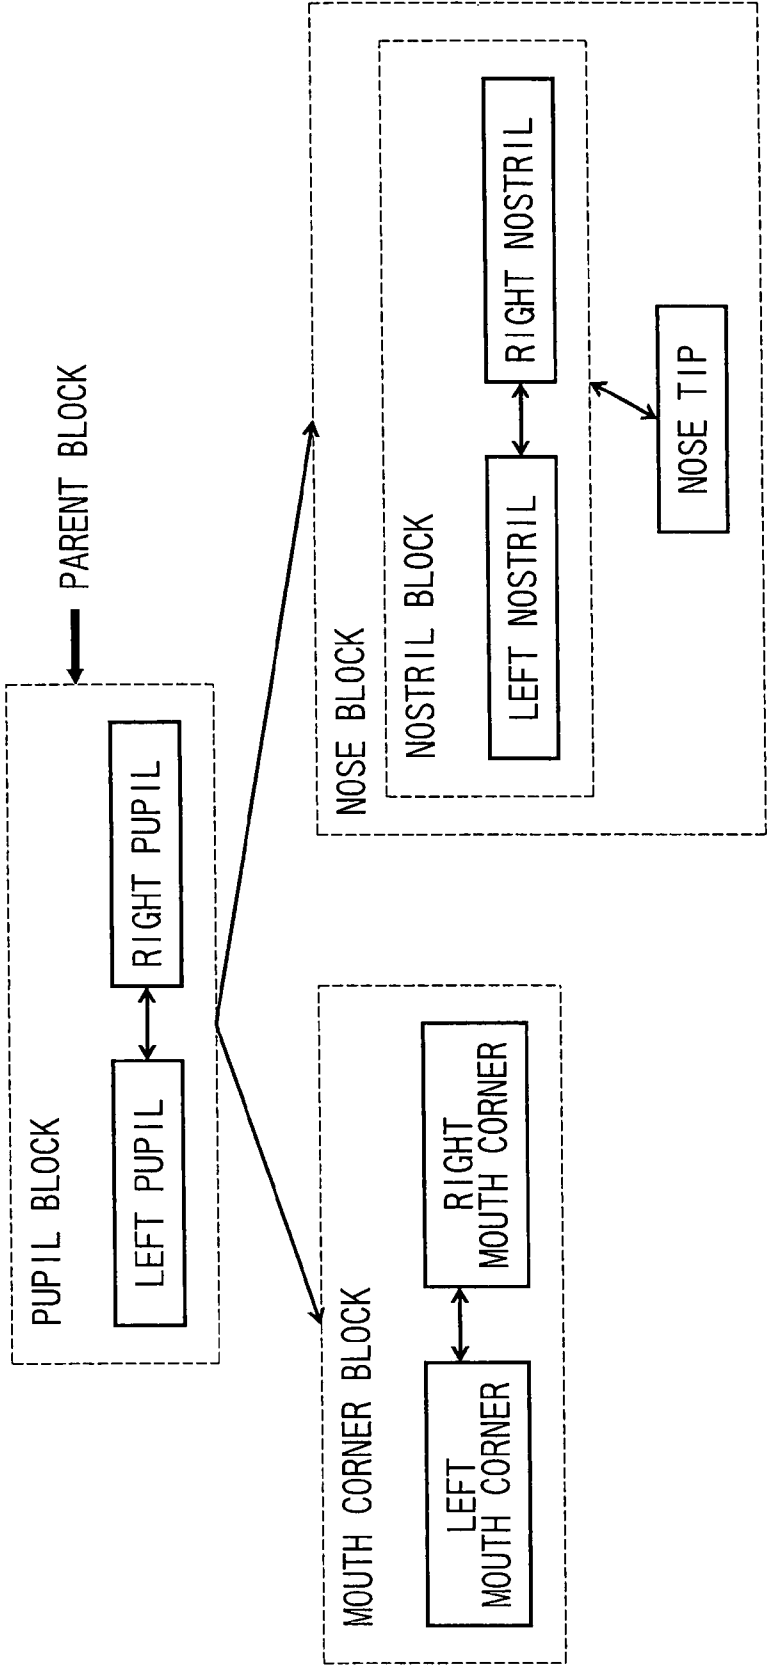 PUPIL BLOCK
LEFT PUPIL
RIGHT PUPIL
PARENT BLOCK
MOUTH CORNER BLOCK
LEFT
MOUTH CORNER
RIGHT
MOUTH CORNER
NOSE BLOCK
NOSTRIL BLOCK
LEFT NOSTRIL
RIGHT NOSTRIL
NOSE TIP